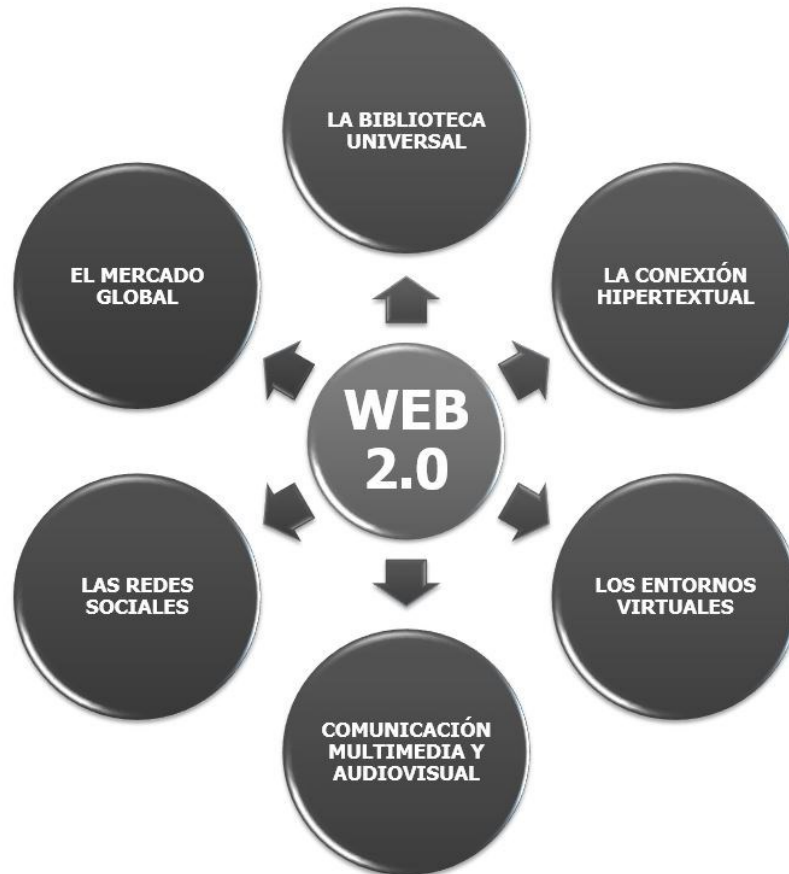 LA BIBLIOTECA
UNIVERSAL
EL MERCADO
GLOBAL
LA CONEXIÓN
HIPERTEXTUAL
WEB
2.0
LAS REDES
SOCIALES
LOS ENTORNOS
VIRTUALES
COMUNICACIÓN
MULTIMEDIA Y
AUDIOVISUAL